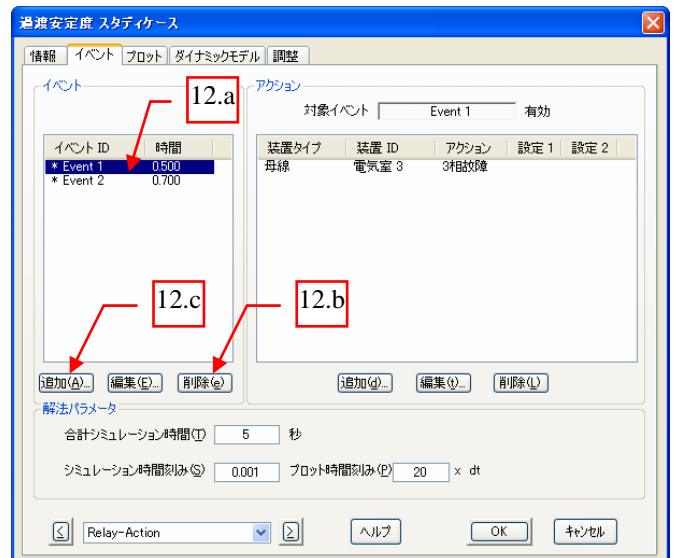 過渡安定度 スタディケース
情報 イベント プロット ダイナミックモデル 調整
イベント
12.a
イベント ID 時間
* Event 1 0.500
* Event 2 0.700
12.c
12.b
追加(A)... 編集(E)... 削除(e)
アクション
対象イベント Event 1 有効
装置タイプ 装置 ID アクション 設定 1 設定 2
母線 電気室 3 3相故障
追加(d)... 編集(t)... 削除(L)
解法パラメータ
合計シミュレーション時間(T) 5 秒
シミュレーション時間刻み(S) 0.001 プロット時間刻み(P) 20 x dt
≤ Relay-Action ≥ ヘルプ OK キャンセル